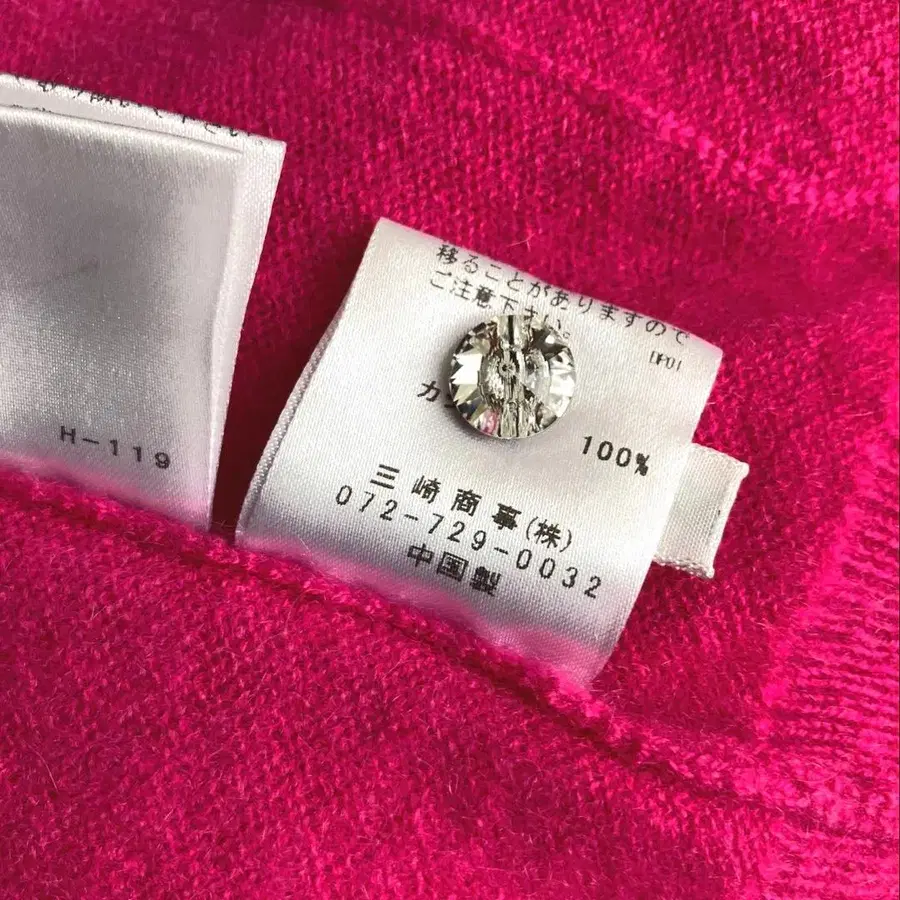 移ることがありますので
ご注意下さい。
DF01
カ
100%
三崎商事(株)
072-729-0032
中国製
H-119